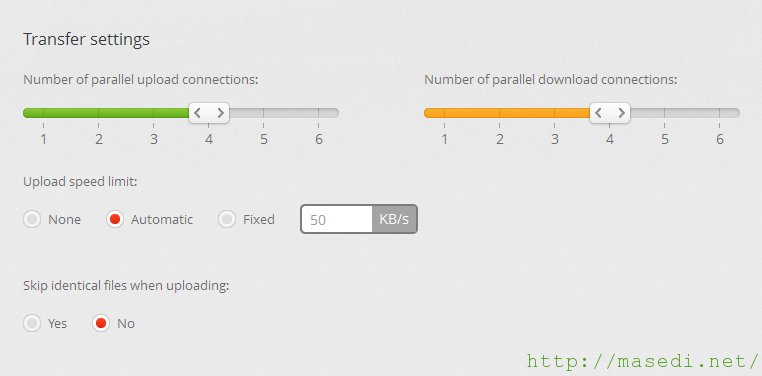 Transfer settings
Number of parallel upload connections: Number of parallel download connections:
1 2 3 4 5 6 1 2 3 4 5 6
Upload speed limit:
None Automatic Fixed 50 KB/s
Skip identical files when uploading:
Yes No
http://masedi.net/